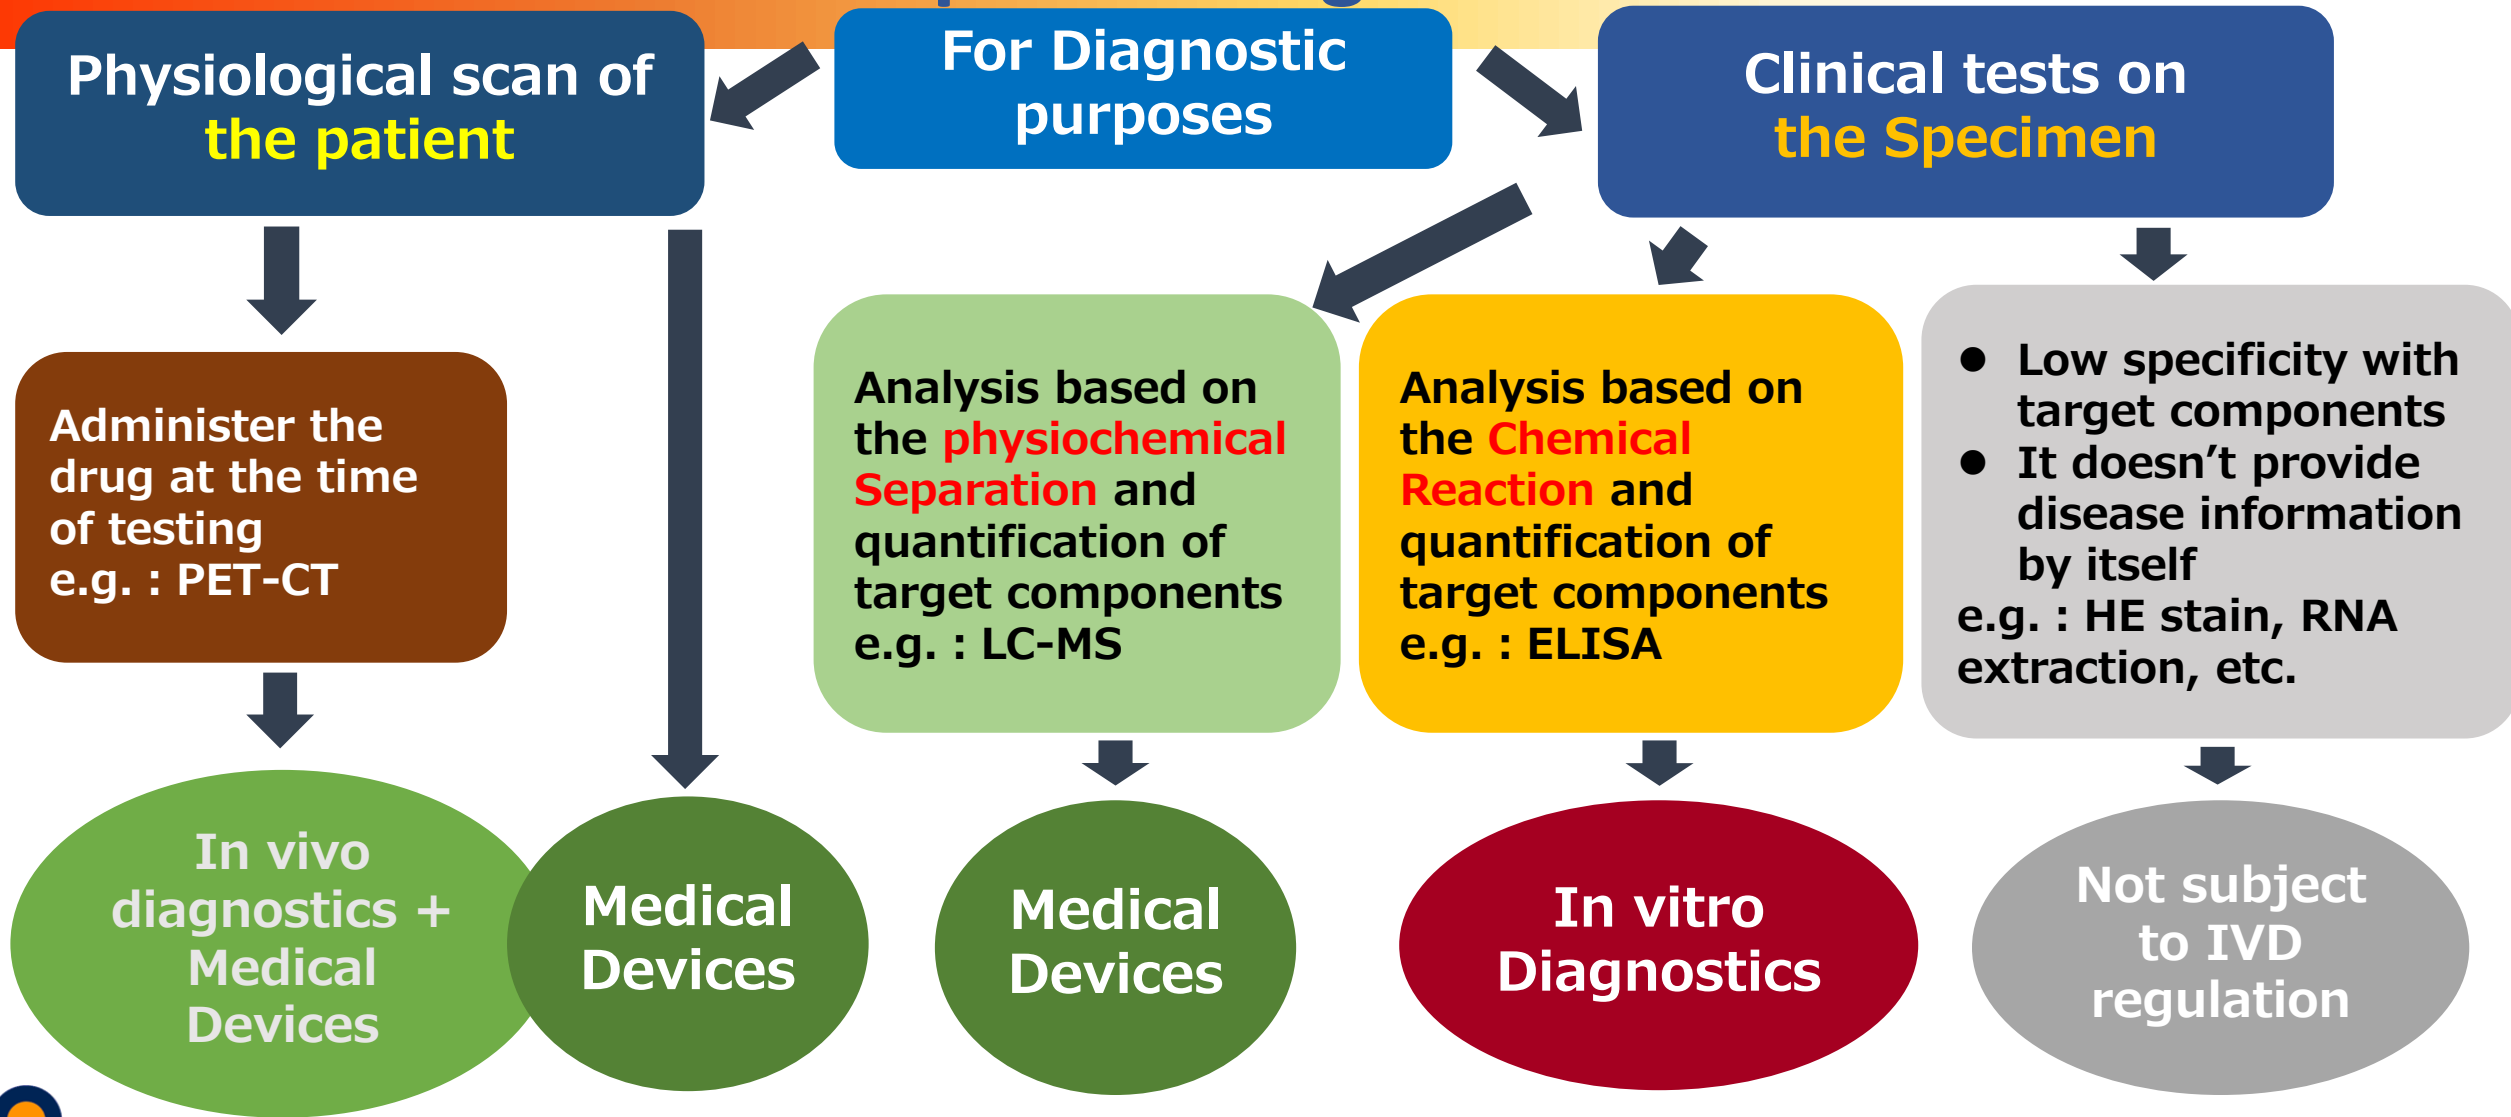 For Diagnostic
purposes
Physiological scan of
the patient
Clinical tests on
the Specimen
Administer the
drug at the time
of testing
e.g. : PET-CT
Analysis based on
the physiochemical
Separation and
quantification of
target components
e.g. : LC-MS
Analysis based on
the Chemical
Reaction and
quantification of
target components
e.g. : ELISA
● Low specificity with
target components
● It doesn’t provide
disease information
by itself
e.g. : HE stain, RNA
extraction, etc.
In vivo
diagnostics +
Medical
Devices
Medical
Devices
Medical
Devices
In vitro
Diagnostics
Not subject
to IVD
regulation